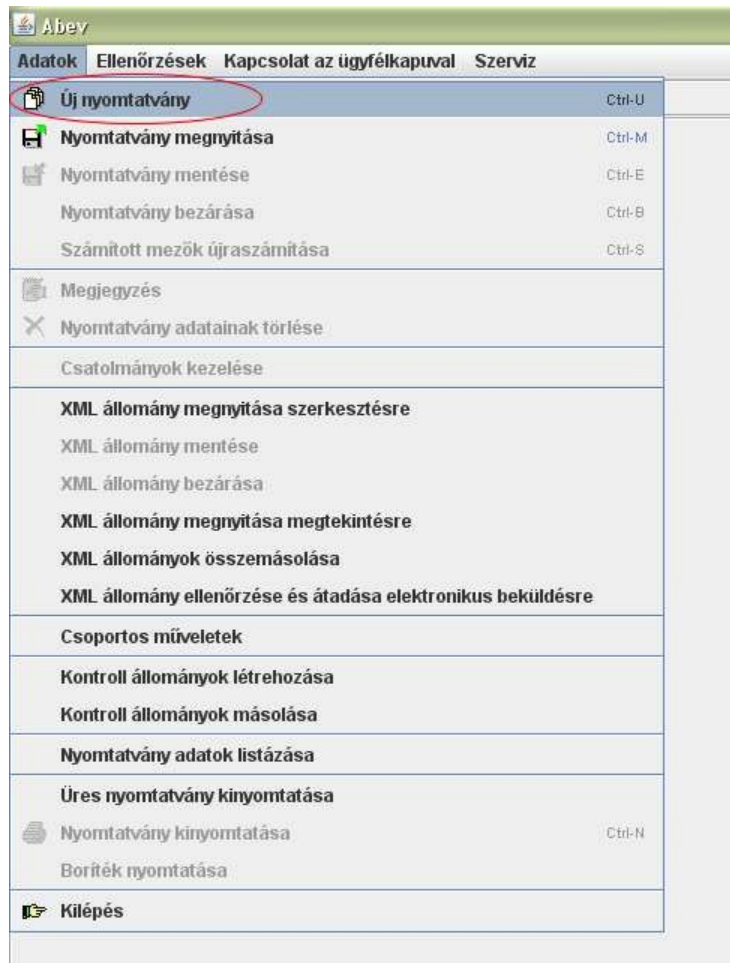 Abev
Adatok Ellenőrzések Kapcsolat az ügyfélkapuval Szerviz
Új nyomtatvány Ctrl-U
Nyomtatvány megnyitása Ctrl-M
Nyomtatvány mentése Ctrl-E
Nyomtatvány bezárása Ctrl-B
Számított mezők újraszámítása Ctrl-S
Megjegyzés
Nyomtatvány adatainak törlése
Csatolmányok kezelése
XML állomány megnyitása szerkesztésre
XML állomány mentése
XML állomány bezárása
XML állomány megnyitása megtekintésre
XML állományok összemásolása
XML állomány ellenőrzése és átadása elektronikus beküldésre
Csoportos műveletek
Kontroll állományok létrehozása
Kontroll állományok másolása
Nyomtatvány adatok listázása
Üres nyomtatvány kinyomtatása
Nyomtatvány kinyomtatása Ctrl-N
Boríték nyomtatása
Kilépés